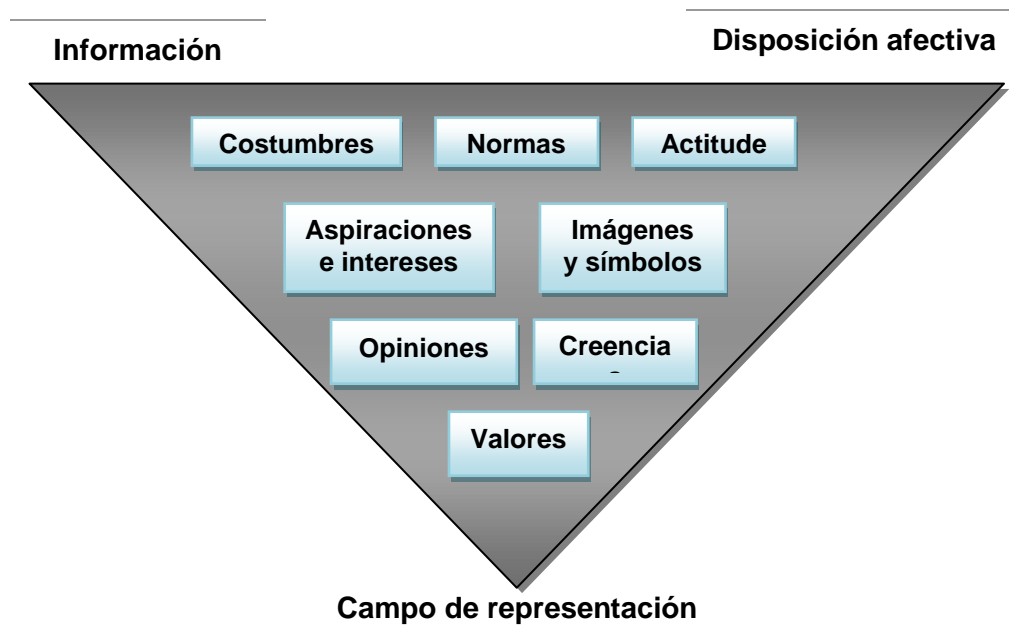 Información
Disposición afectiva
Costumbres
Normas
Actitude
Aspiraciones
e intereses
Imágenes
y símbolos
Opiniones
Creencia
Valores
Campo de representación